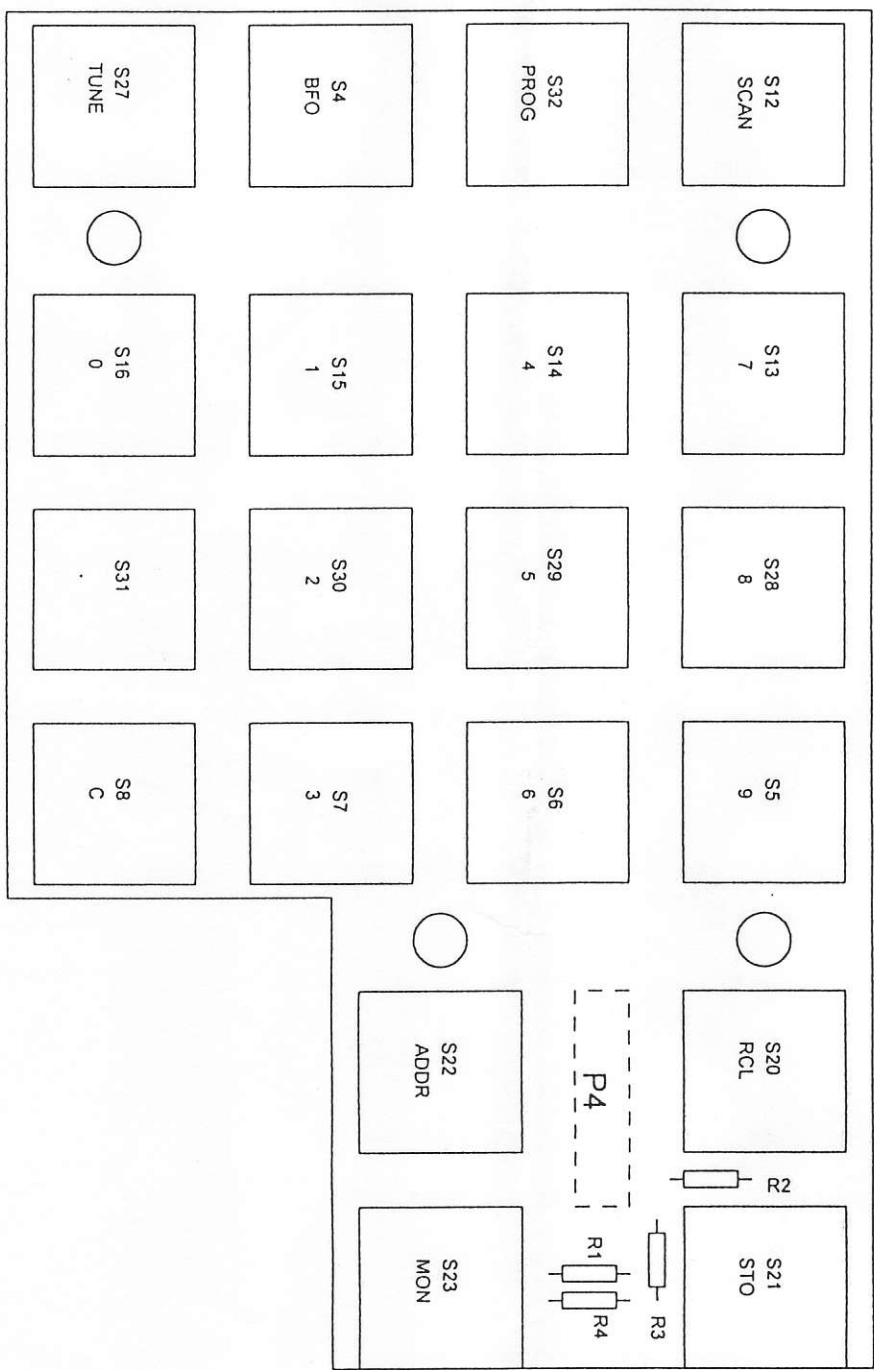 S12
SCAN
S13
7
S28
8
S5
9
S20
RCL
R2
S21
STO
R3
S32
PROG
S14
4
S29
5
S6
6
P4
R1
R4
S4
BFO
S15
1
S30
2
S7
3
S22
ADDR
S23
MON
S27
TUNE
S16
0
S31
.
S8
C